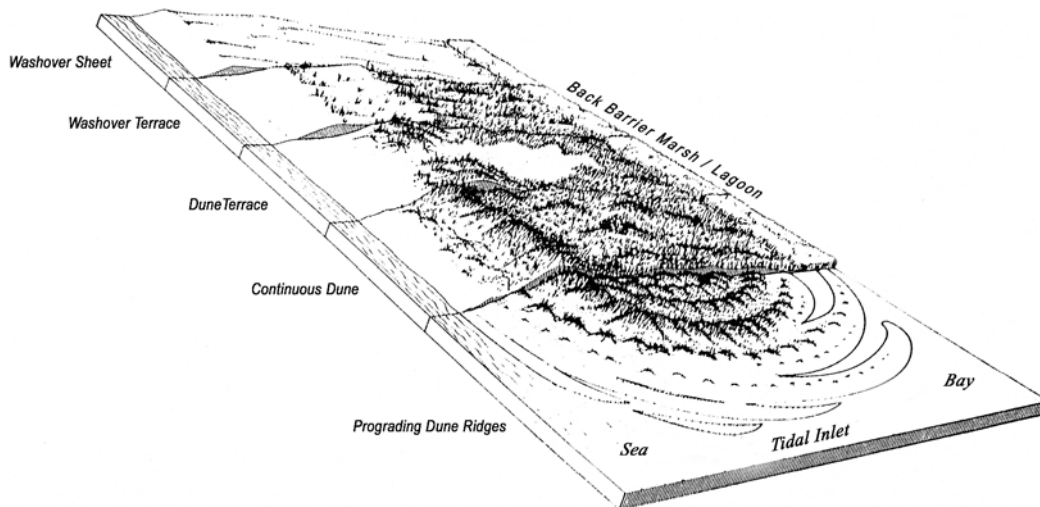 Washover Sheet
Back Barrier Marsh / Lagoon
Washover Terrace
DuneTerrace
Continuous Dune
Bay
Prograding Dune Ridges
Tidal Inlet
Sea